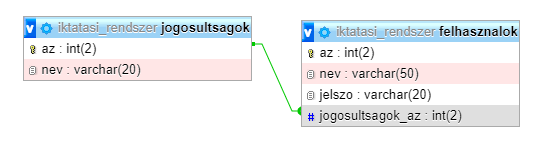 v iktatasi_rendszer jogosultsagok
az : int(2)
nev : varchar(20)
v iktatasi_rendszer felhasznalok
az : int(2)
nev : varchar(50)
jelszo : varchar(20)
# jogosultsagok_az : int(2)